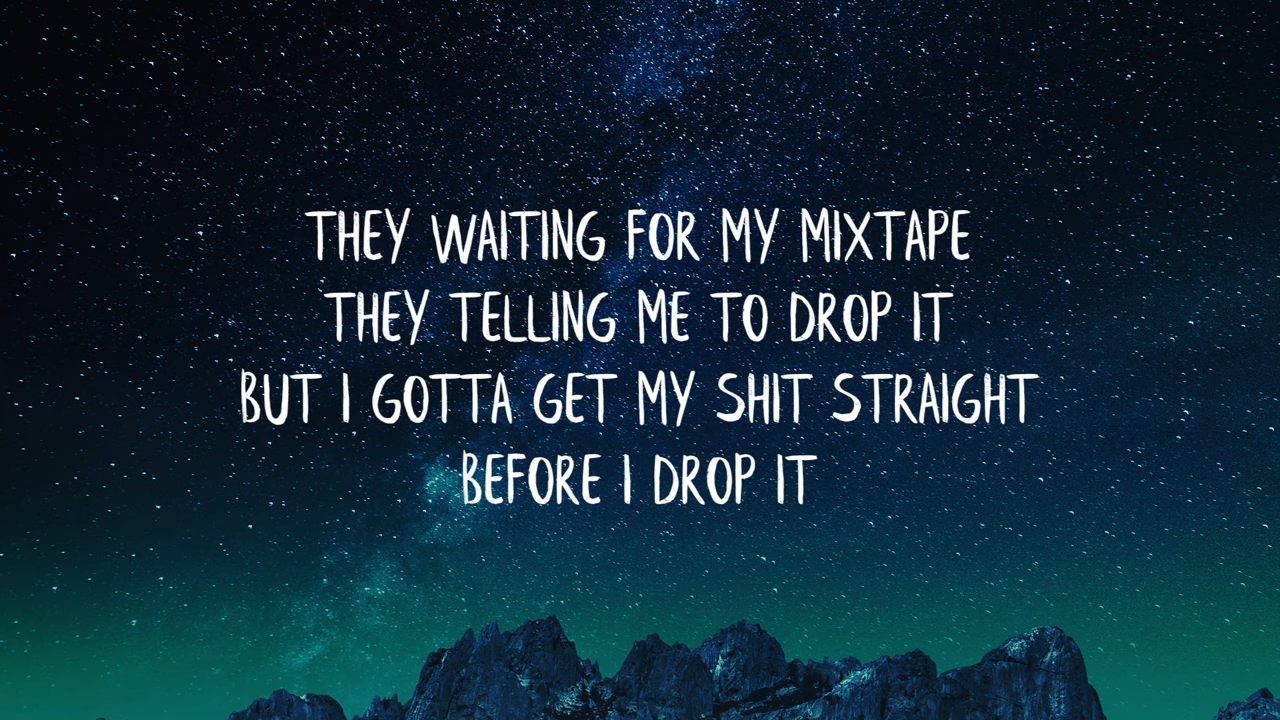 THEY WAITING FOR MY MIXTAPE
THEY TELLING ME TO DROP IT
BUT I GOTTA GET MY SHIT STRAIGHT
BEFORE I DROP IT